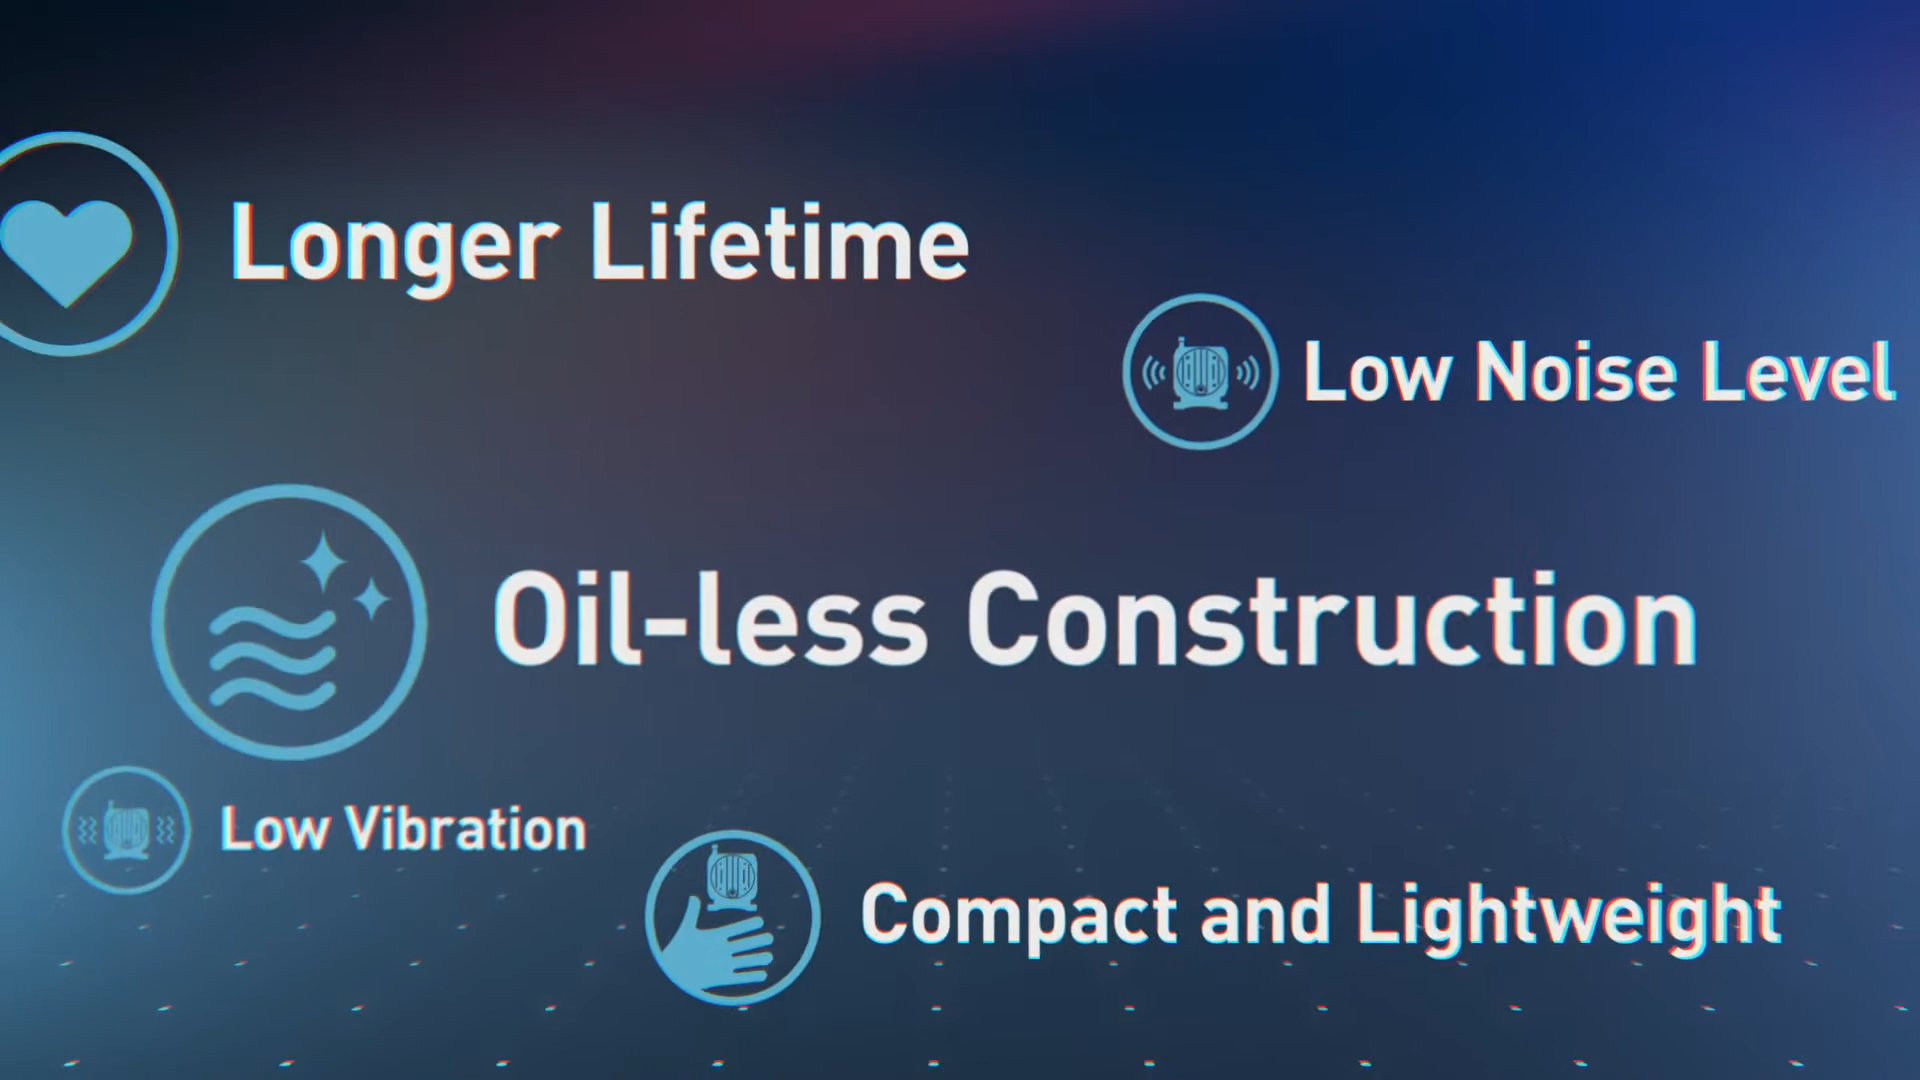 Longer Lifetime
Low Noise Level
Oil-less Construction
Low Vibration
Compact and Lightweight